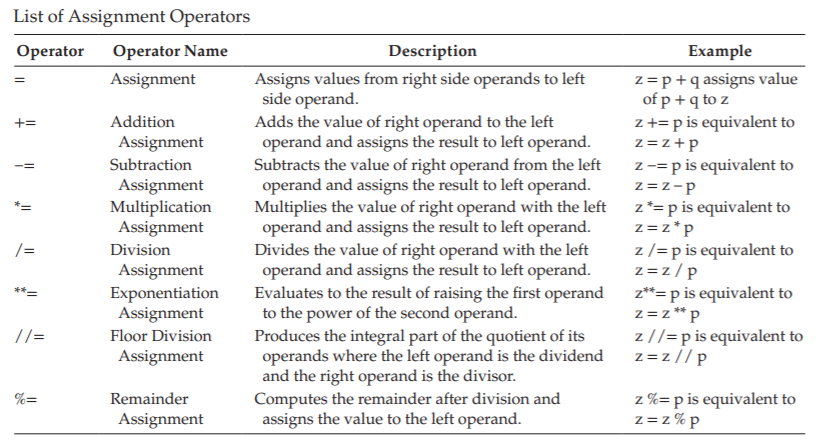 List of Assignment Operators
Operator Operator Name Description Example
= Assignment Assigns values from right side operands to left z = p + q assigns value
side operand. of p + q to z
+= Addition Adds the value of right operand to the left z += p is equivalent to
Assignment operand and assigns the result to left operand. z = z + p
−= Subtraction Subtracts the value of right operand from the left z −= p is equivalent to
Assignment operand and assigns the result to left operand. z = z − p
*= Multiplication Multiplies the value of right operand with the left z *= p is equivalent to
Assignment operand and assigns the result to left operand. z = z * p
/= Division Divides the value of right operand with the left z /= p is equivalent to
Assignment operand and assigns the result to left operand. z = z / p
**= Exponentiation Evaluates to the result of raising the first operand z**= p is equivalent to
Assignment to the power of the second operand. z = z ** p
//= Floor Division Produces the integral part of the quotient of its z //= p is equivalent to
Assignment operands where the left operand is the dividend z = z // p
and the right operand is the divisor.
%= Remainder Computes the remainder after division and z %= p is equivalent to
Assignment assigns the value to the left operand. z = z % p